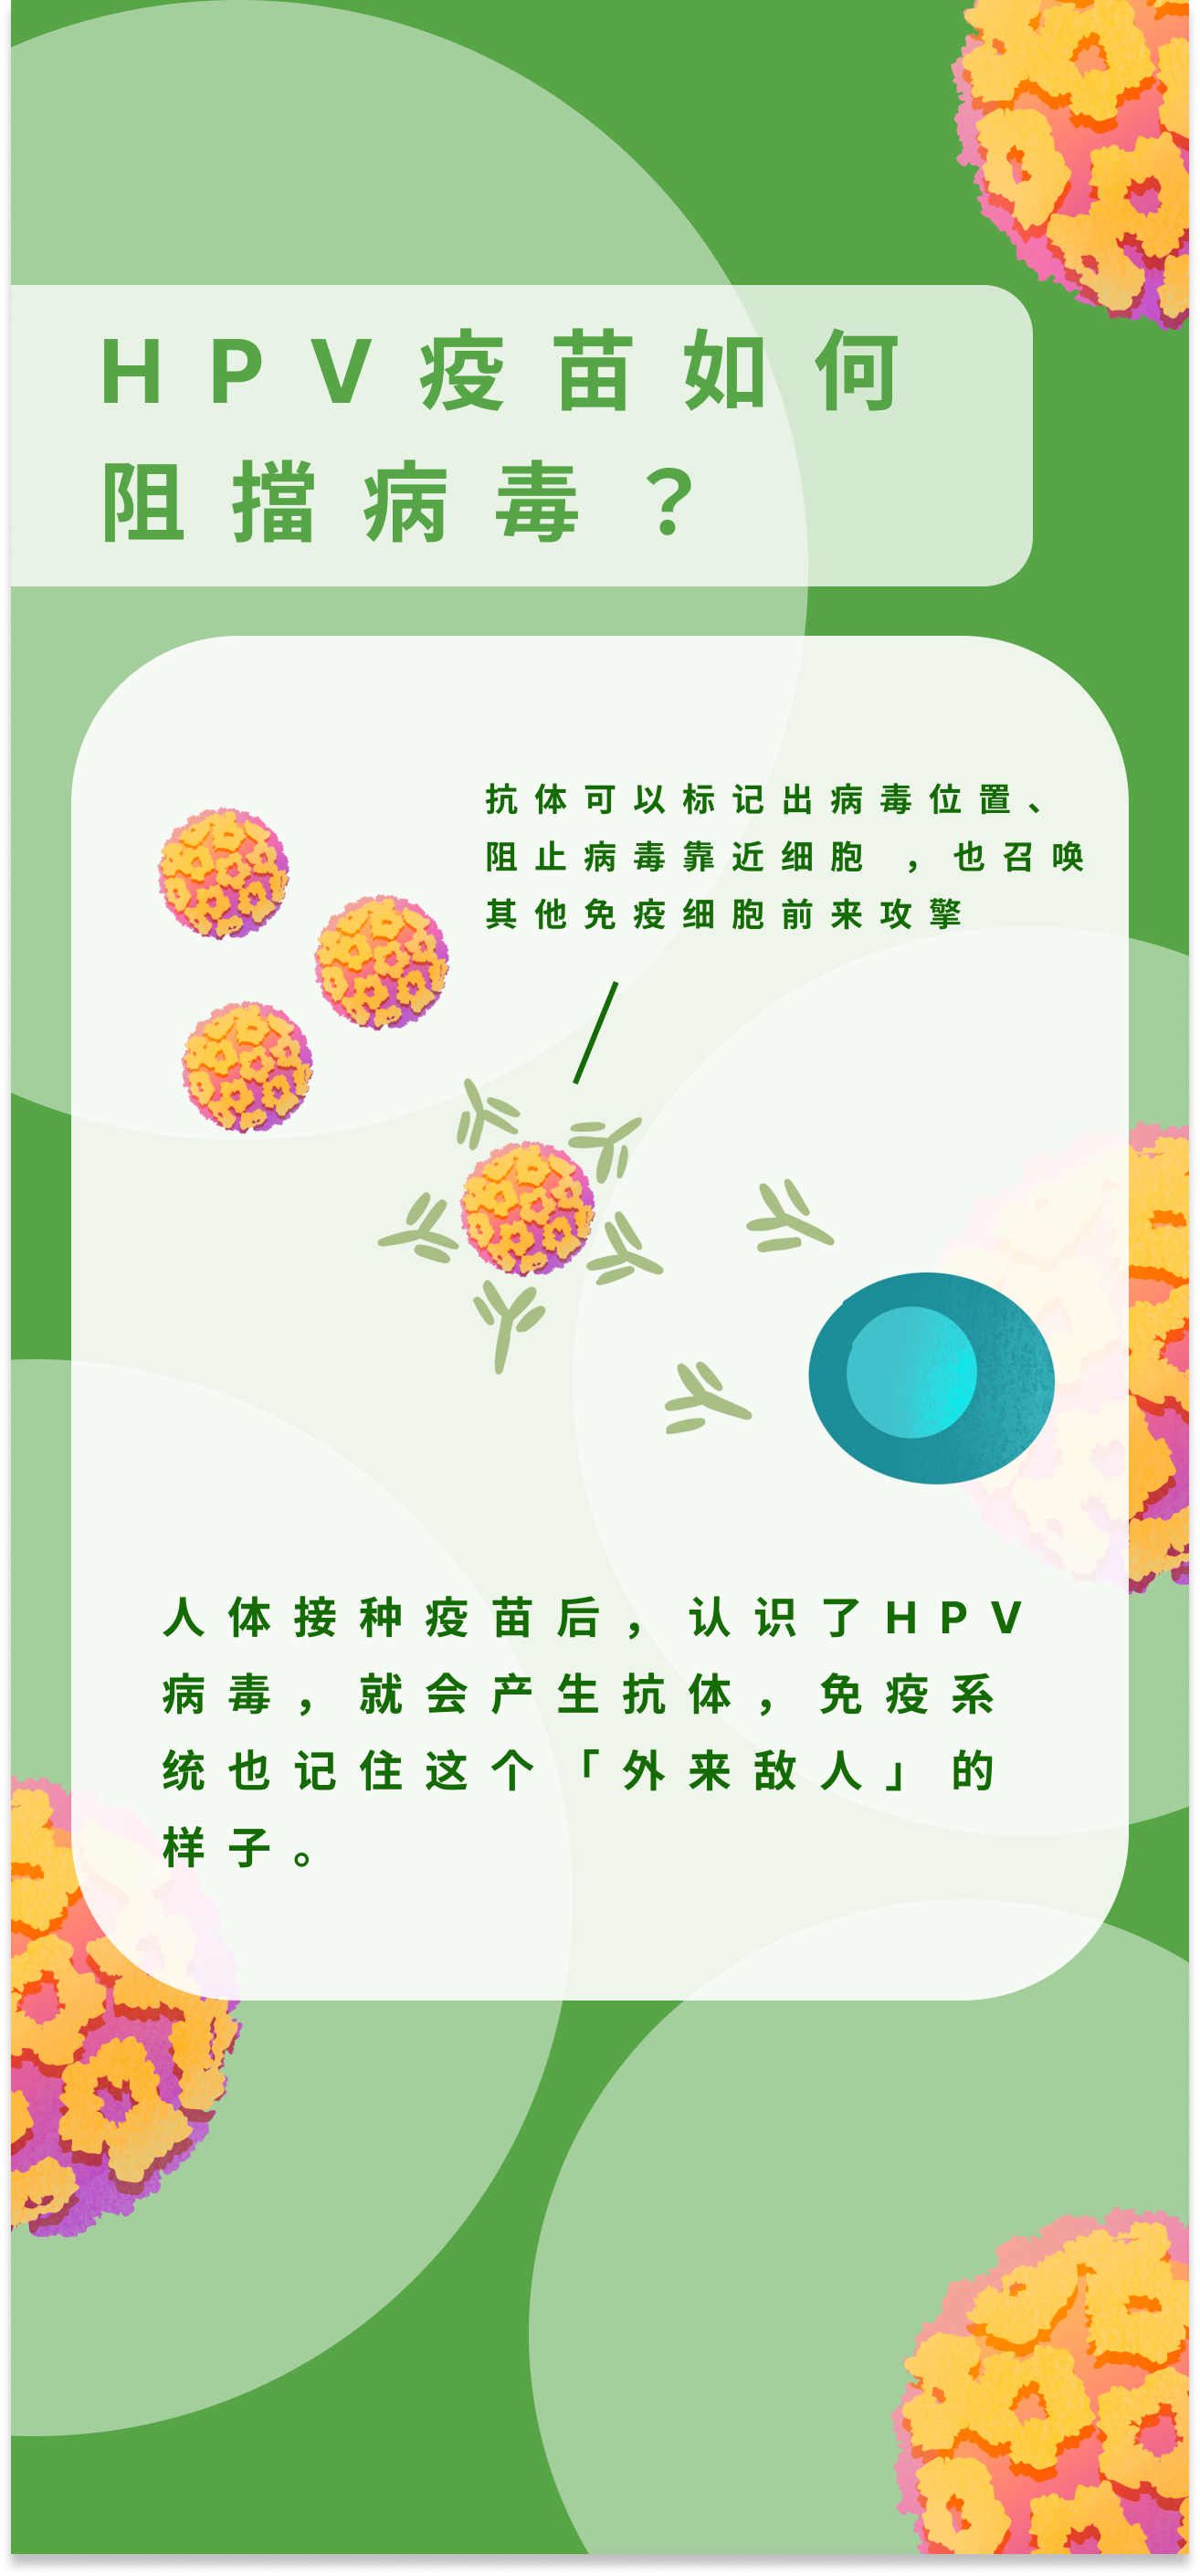 HPV疫苗如何
阻擋病毒？
抗体可以标记出病毒位置、
阻止病毒靠近细胞 ，也召唤
其他免疫细胞前来攻擎
人体接种疫苗后，认识了HPV
病毒，就会产生抗体，免疫系
统也记住这个「外来敌人」的
样子。